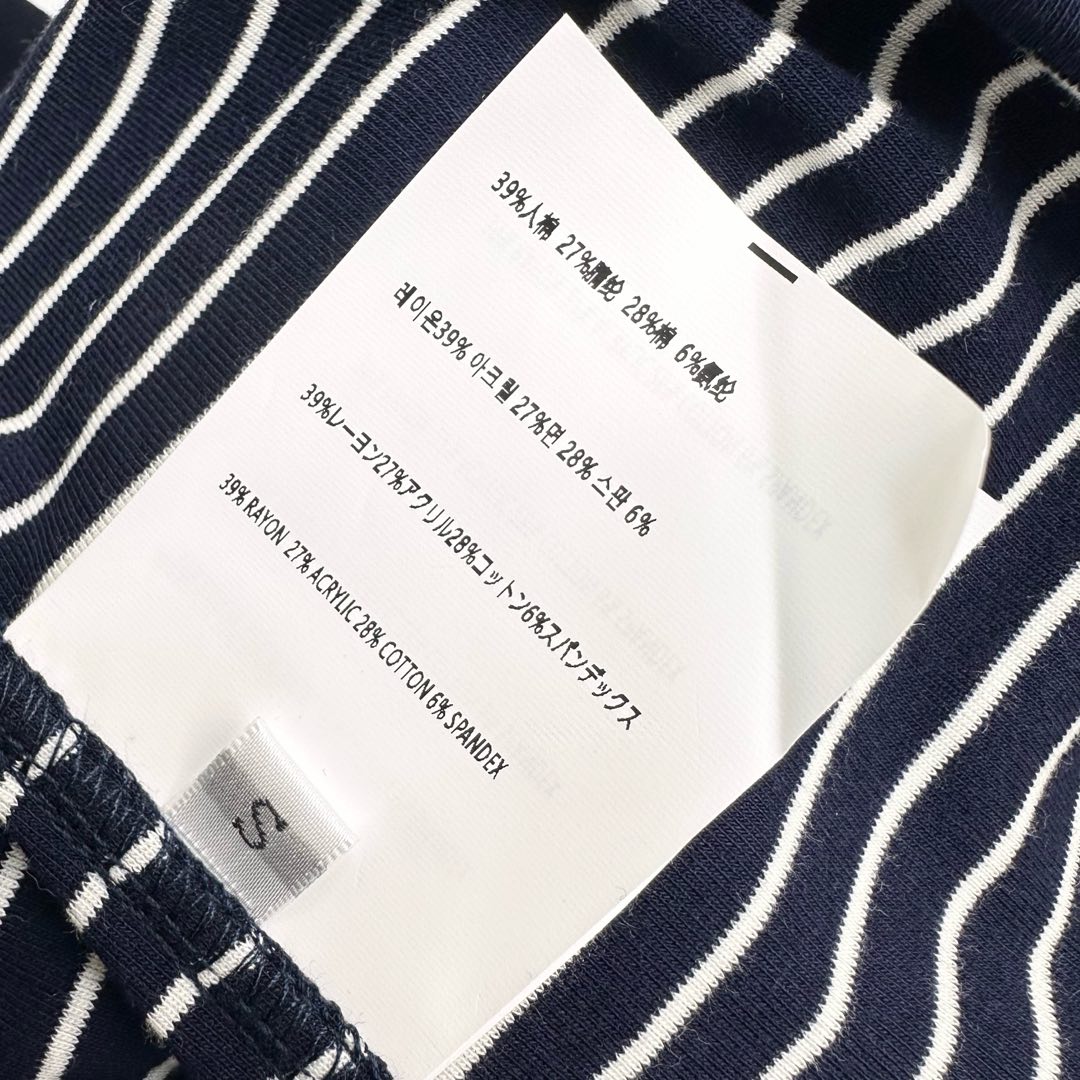 39%人棉 27%腈纶 28%棉 6%氨纶
레이온39% 아크릴 27%면 28% 스판 6%
39%レーヨン27%アクリル28%コットン6%スパンデックス
39% RAYON 27% ACRYLIC 28% COTTON 6% SPANDEX
S